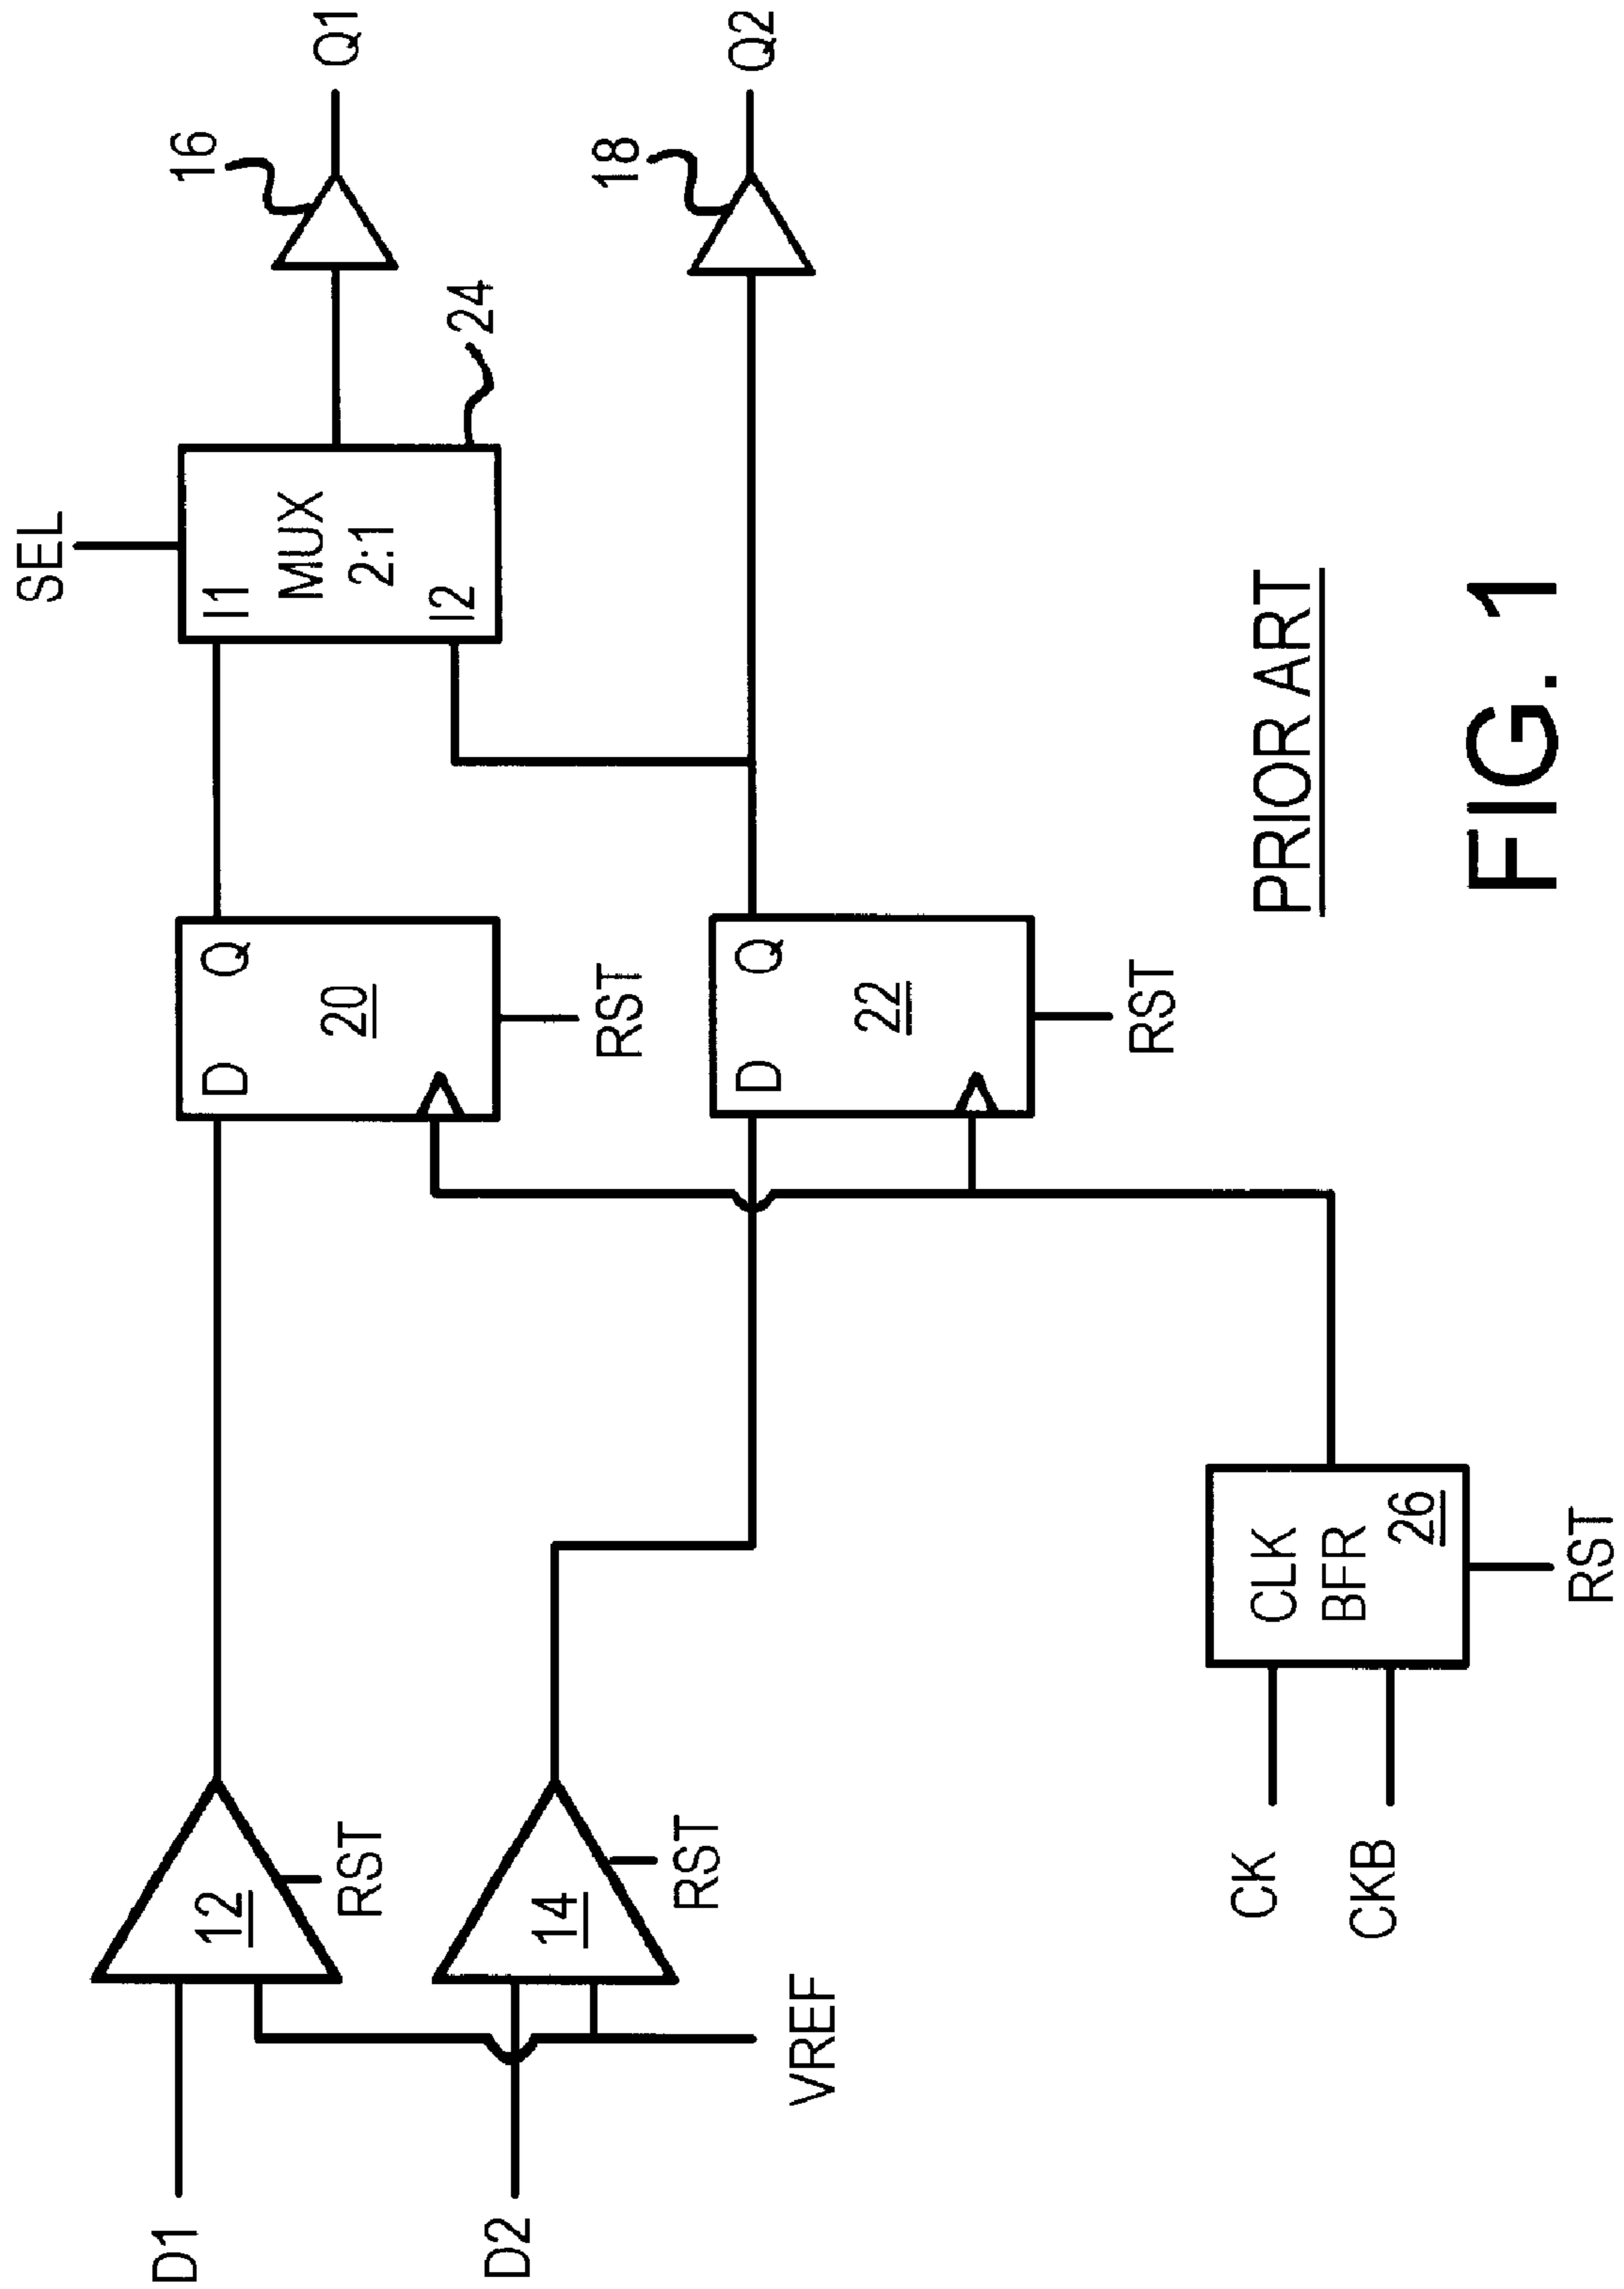 SEL
I1
MUX
2:1
I2
24
16
Q1
18
Q2
D
Q
20
RST
D
Q
22
RST
D1
12
RST
D2
14
RST
VREF
CK
CKB
CLK
BFR
26
RST
PRIOR ART
FIG. 1